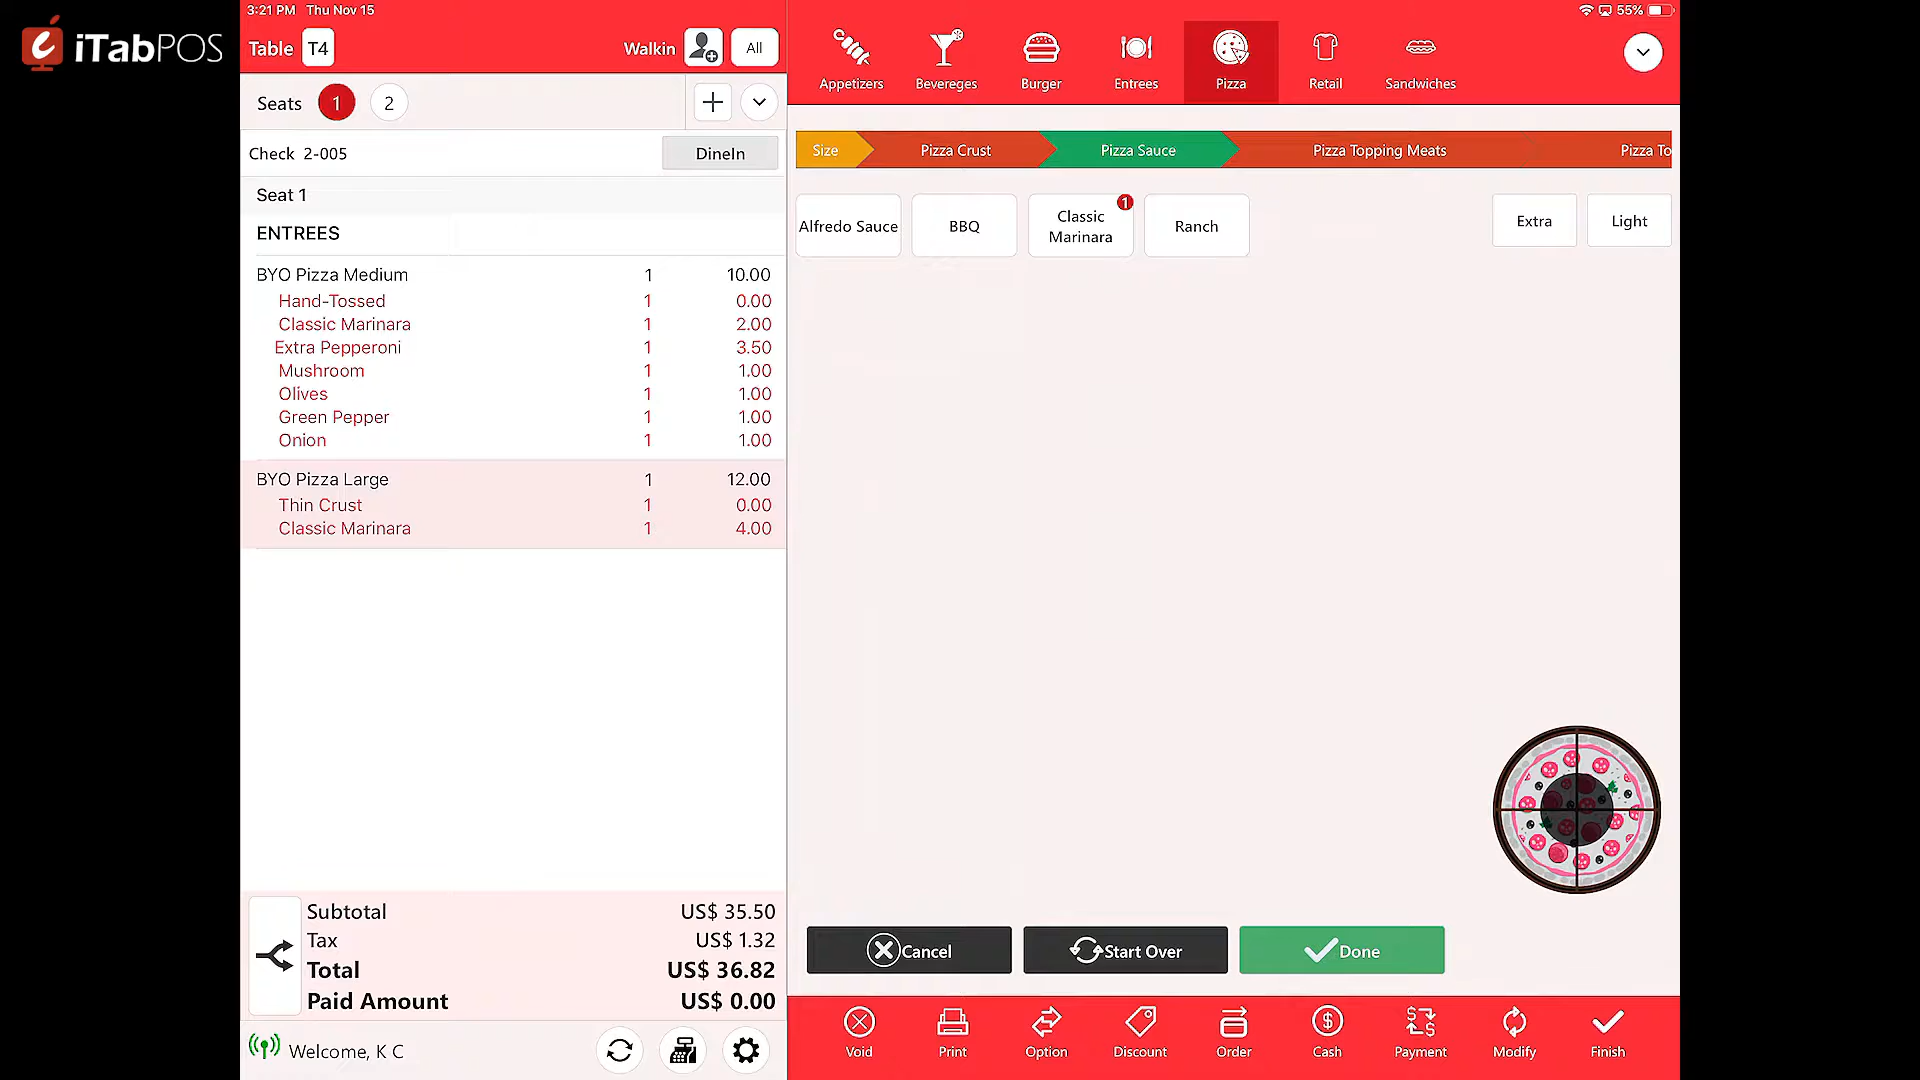 iTabPOS
3:21 PM Thu Nov 15
55%
Table T4
Walkin
All
Appetizers
Bevereges
Burger
Entrees
Pizza
Retail
Sandwiches
Seats 1 2
Check 2-005
DineIn
Seat 1
ENTREES
BYO Pizza Medium 1 10.00
Hand-Tossed 1 0.00
Classic Marinara 1 2.00
Extra Pepperoni 1 3.50
Mushroom 1 1.00
Olives 1 1.00
Green Pepper 1 1.00
Onion 1 1.00
BYO Pizza Large 1 12.00
Thin Crust 1 0.00
Classic Marinara 1 4.00
Subtotal US$ 35.50
Tax US$ 1.32
Total US$ 36.82
Paid Amount US$ 0.00
Welcome, K C
Size
Pizza Crust
Pizza Sauce
Pizza Topping Meats
Pizza To
Alfredo Sauce
BBQ
Classic
Marinara
1
Ranch
Extra
Light
Cancel
Start Over
Done
Void
Print
Option
Discount
Order
Cash
Payment
Modify
Finish